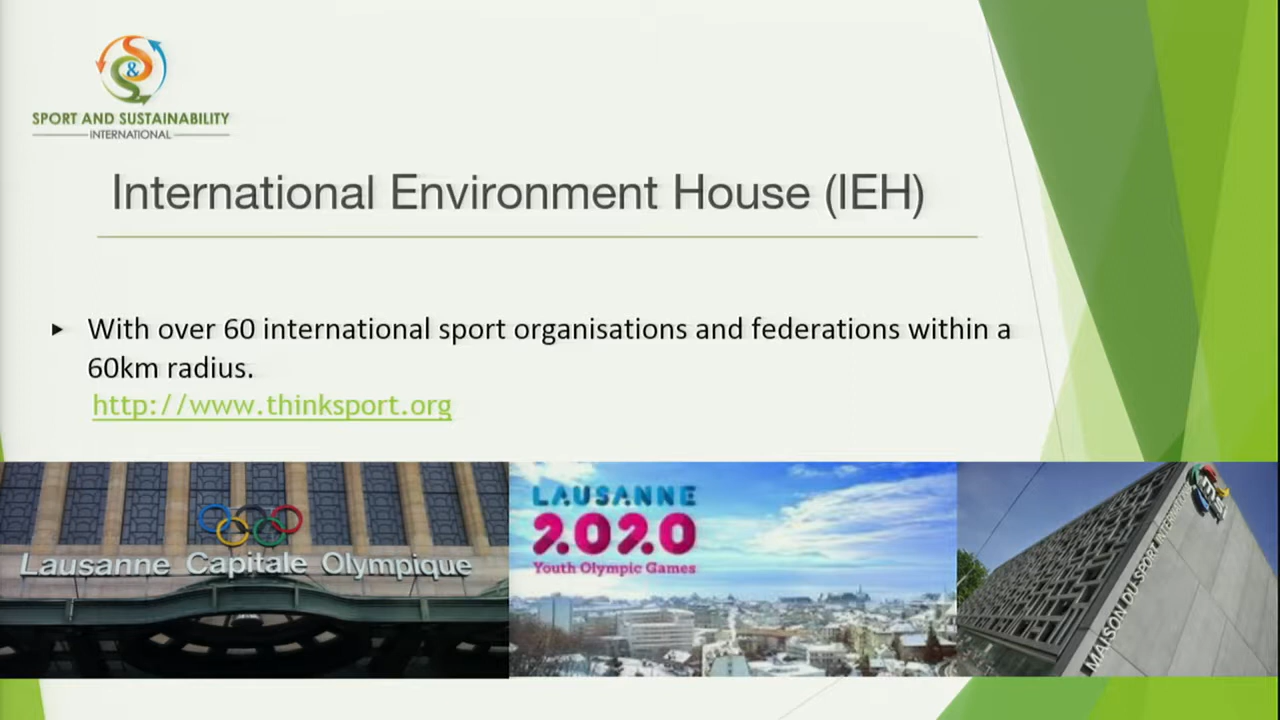 S & S
SPORT AND SUSTAINABILITY
INTERNATIONAL
International Environment House (IEH)
With over 60 international sport organisations and federations within a
60km radius.
http://www.thinksport.org
Lausanne Capitale Olympique
LAUSANNE
2020
Youth Olympic Games
MAISON DU SPORT INTERNATIONAL